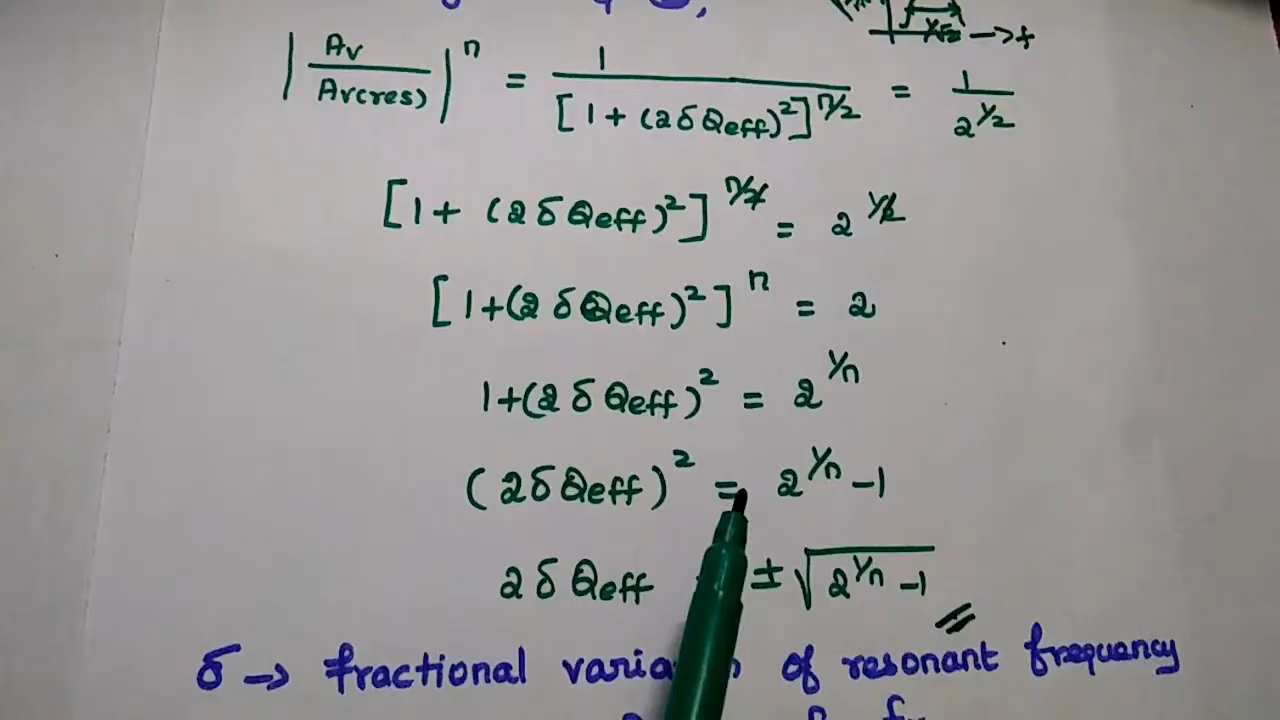 |Av/Av(res)|ⁿ = 1/[1+(2δQeff)²]^n/2 = 1/2^1/2
[1+(2δQeff)²]^n/2 = 2^1/2
[1+(2δQeff)²]ⁿ = 2
1+(2δQeff)² = 2^1/n
(2δQeff)² = 2^1/n -1
2δQeff ± √2^1/n -1
δ → fractional of resonant frequency